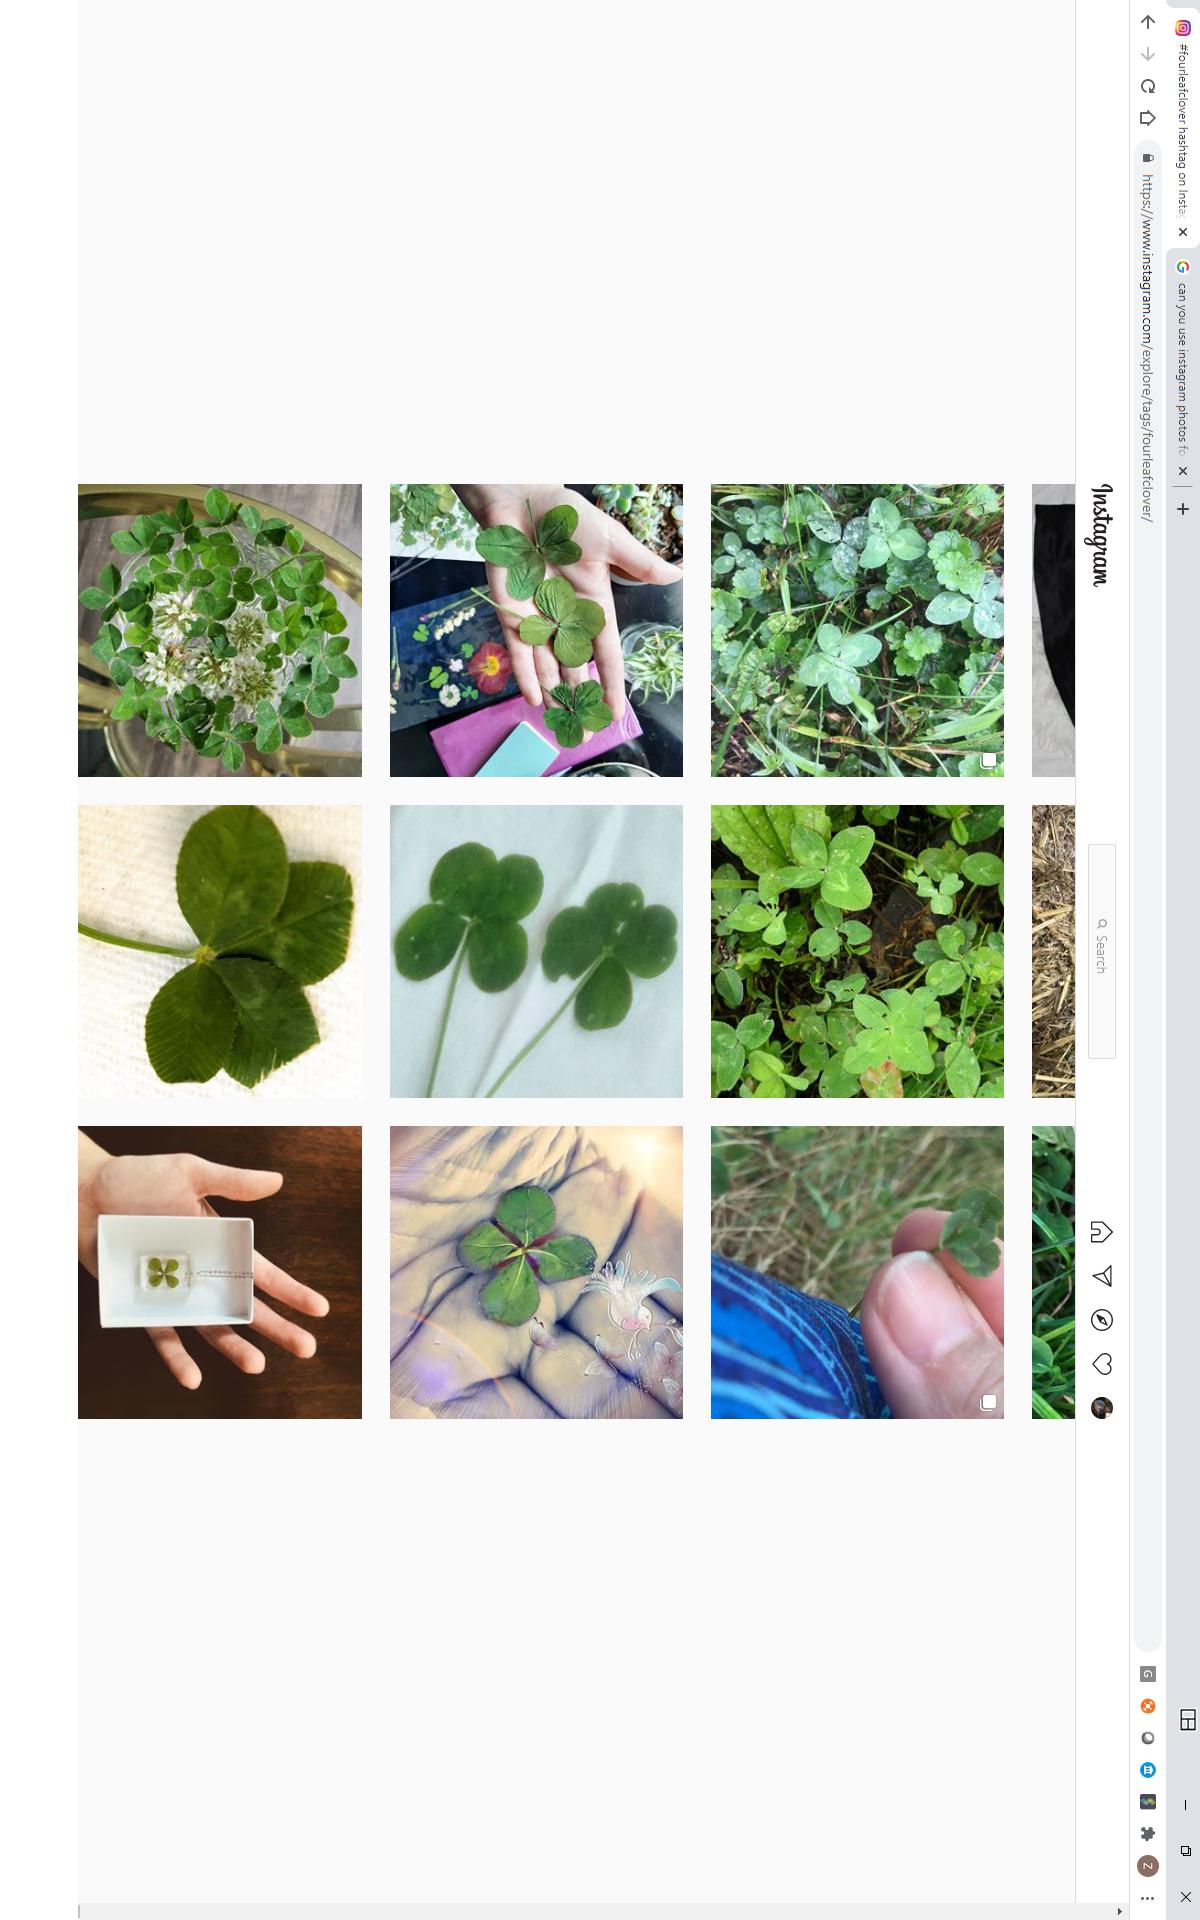 #fourleafclover hashtag on Insta
can you use instagram photos fo
https://www.instagram.com/explore/tags/fourleafclover/
G
Z
Instagram
Search